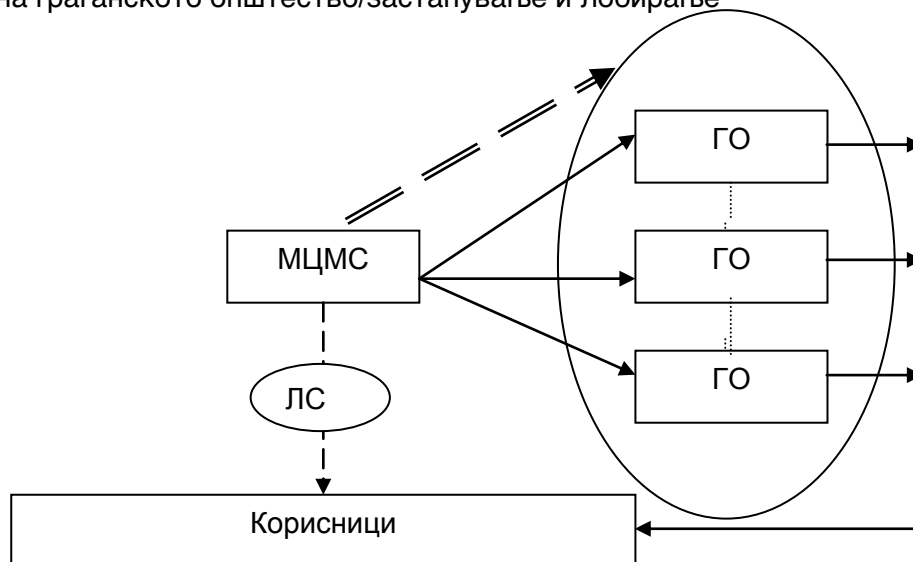 на граѓанското општество/застапување и лобирање
ГО
МЦМС
ГО
ГО
ЛС
Корисници